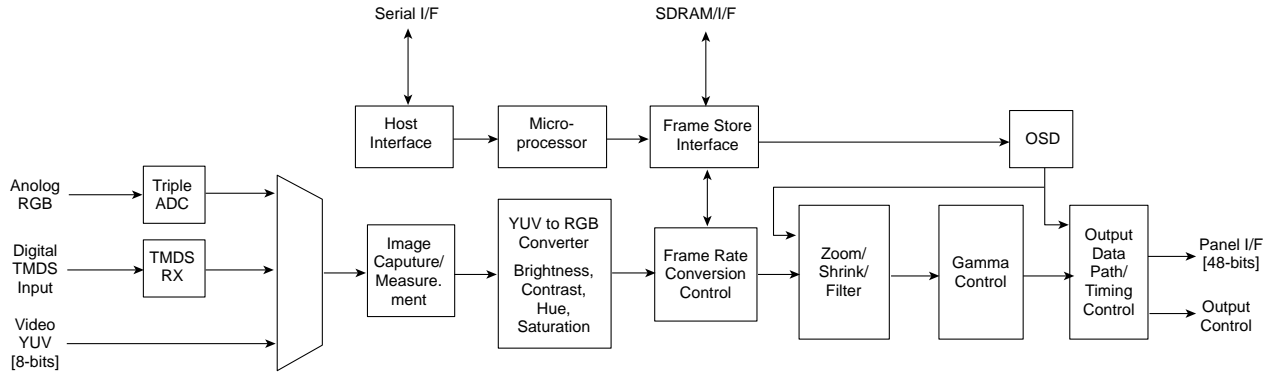 Serial I/F
SDRAM/I/F
Host
Interface
Micro-
processor
Frame Store
Interface
OSD
Anolog
RGB
Triple
ADC
Digital
TMDS
Input
TMDS
RX
Video
YUV
[8-bits]
Image
Caputure/
Measure.
ment
YUV to RGB
Converter
Brightness,
Contrast,
Hue,
Saturation
Frame Rate
Conversion
Control
Zoom/
Shrink/
Filter
Gamma
Control
Output
Data
Path/
Timing
Control
Panel I/F
[48-bits]
Output
Control